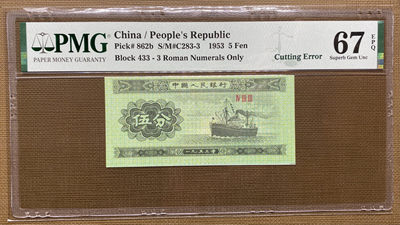 PMG
PAPER MONEY GUARANTY
China / People's Republic
Pick# 862b S/M#C283-3 1953 5 Fen
Block 433 - 3 Roman Numerals Only
Cutting Error
67 EPQ
Superb Gem Unc
中國人民銀行
伍分
一九五三年